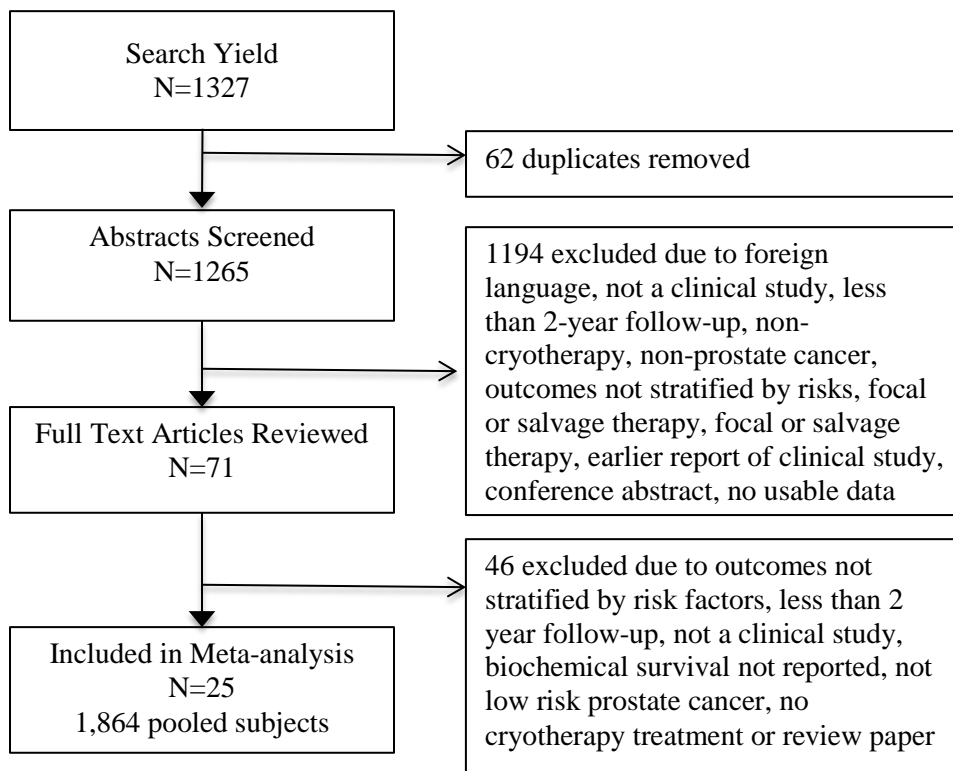 Search Yield
N=1327
62 duplicates removed
Abstracts Screened
N=1265
1194 excluded due to foreign
language, not a clinical study, less
than 2-year follow-up, non-
cryotherapy, non-prostate cancer,
outcomes not stratified by risks, focal
or salvage therapy, focal or salvage
therapy, earlier report of clinical study,
conference abstract, no usable data
Full Text Articles Reviewed
N=71
46 excluded due to outcomes not
stratified by risk factors, less than 2
year follow-up, not a clinical study,
biochemical survival not reported, not
low risk prostate cancer, no
cryotherapy treatment or review paper
Included in Meta-analysis
N=25
1,864 pooled subjects